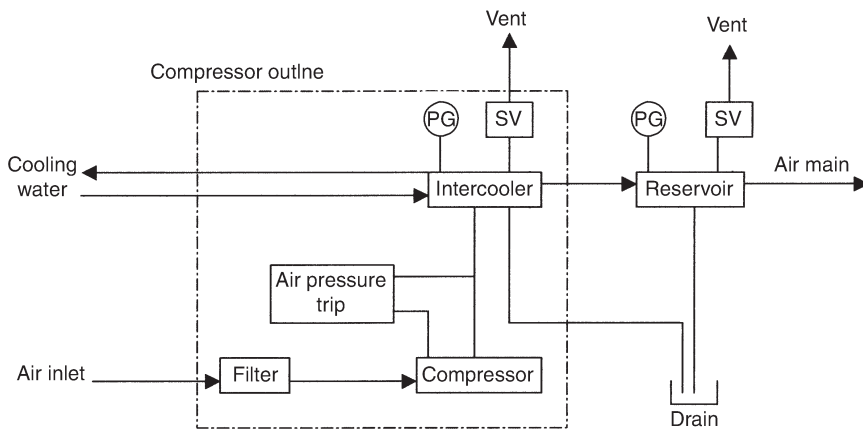 Vent
Vent
Compressor outlne
PG
SV
PG
SV
Cooling
water
Intercooler
Reservoir
Air main
Air pressure
trip
Air inlet
Filter
Compressor
Drain